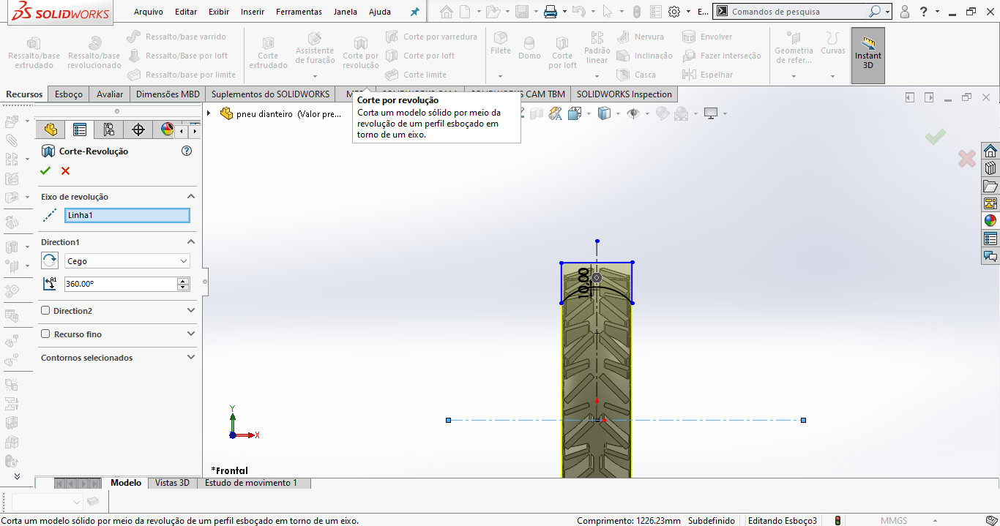 SOLIDWORKS
Arquivo Editar Exibir Inserir Ferramentas Janela Ajuda
E...
Comandos de pesquisa
?
Ressalto/base extrudado
Ressalto/base revolucionado
Ressalto/base varrido
Ressalto/Base por loft
Ressalto/base por limite
Corte extrudado
Assistente de furação
Corte por revolução
Corte por varredura
Corte por loft
Corte limite
Filete
Domo
Corte por loft
Padrão linear
Nervura
Inclinação
Casca
Envolver
Fazer interseção
Espelhar
Geometria de refer...
Curvas
Instant 3D
Recursos Esboço Avaliar Dimensões MBD Suplementos do SOLIDWORKS SOLIDWORKS CAM TBM SOLIDWORKS Inspection
Corte por revolução
Corta um modelo sólido por meio da
revolução de um perfil esboçado em
torno de um eixo.
pneu dianteiro (Valor pre...
Corte-Revolução
?
Eixo de revolução
Linha1
Direction1
Cego
A1
360.00º
Direction2
Recurso fino
Contornos selecionados
10,00
Y
X
*Frontal
Modelo Vistas 3D Estudo de movimento 1
Corta um modelo sólido por meio da revolução de um perfil esboçado em torno de um eixo.
Comprimento: 1226.23mm Subdefinido Editando Esboço3 MMGS